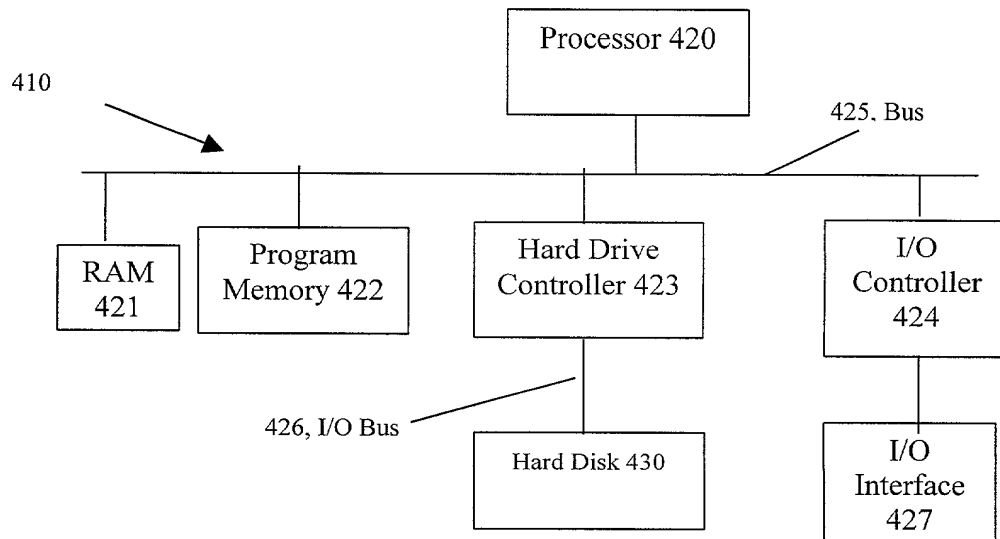 Processor 420
410
425, Bus
RAM
421
Program
Memory 422
Hard Drive
Controller 423
I/O
Controller
424
426, I/O Bus
Hard Disk 430
I/O
Interface
427